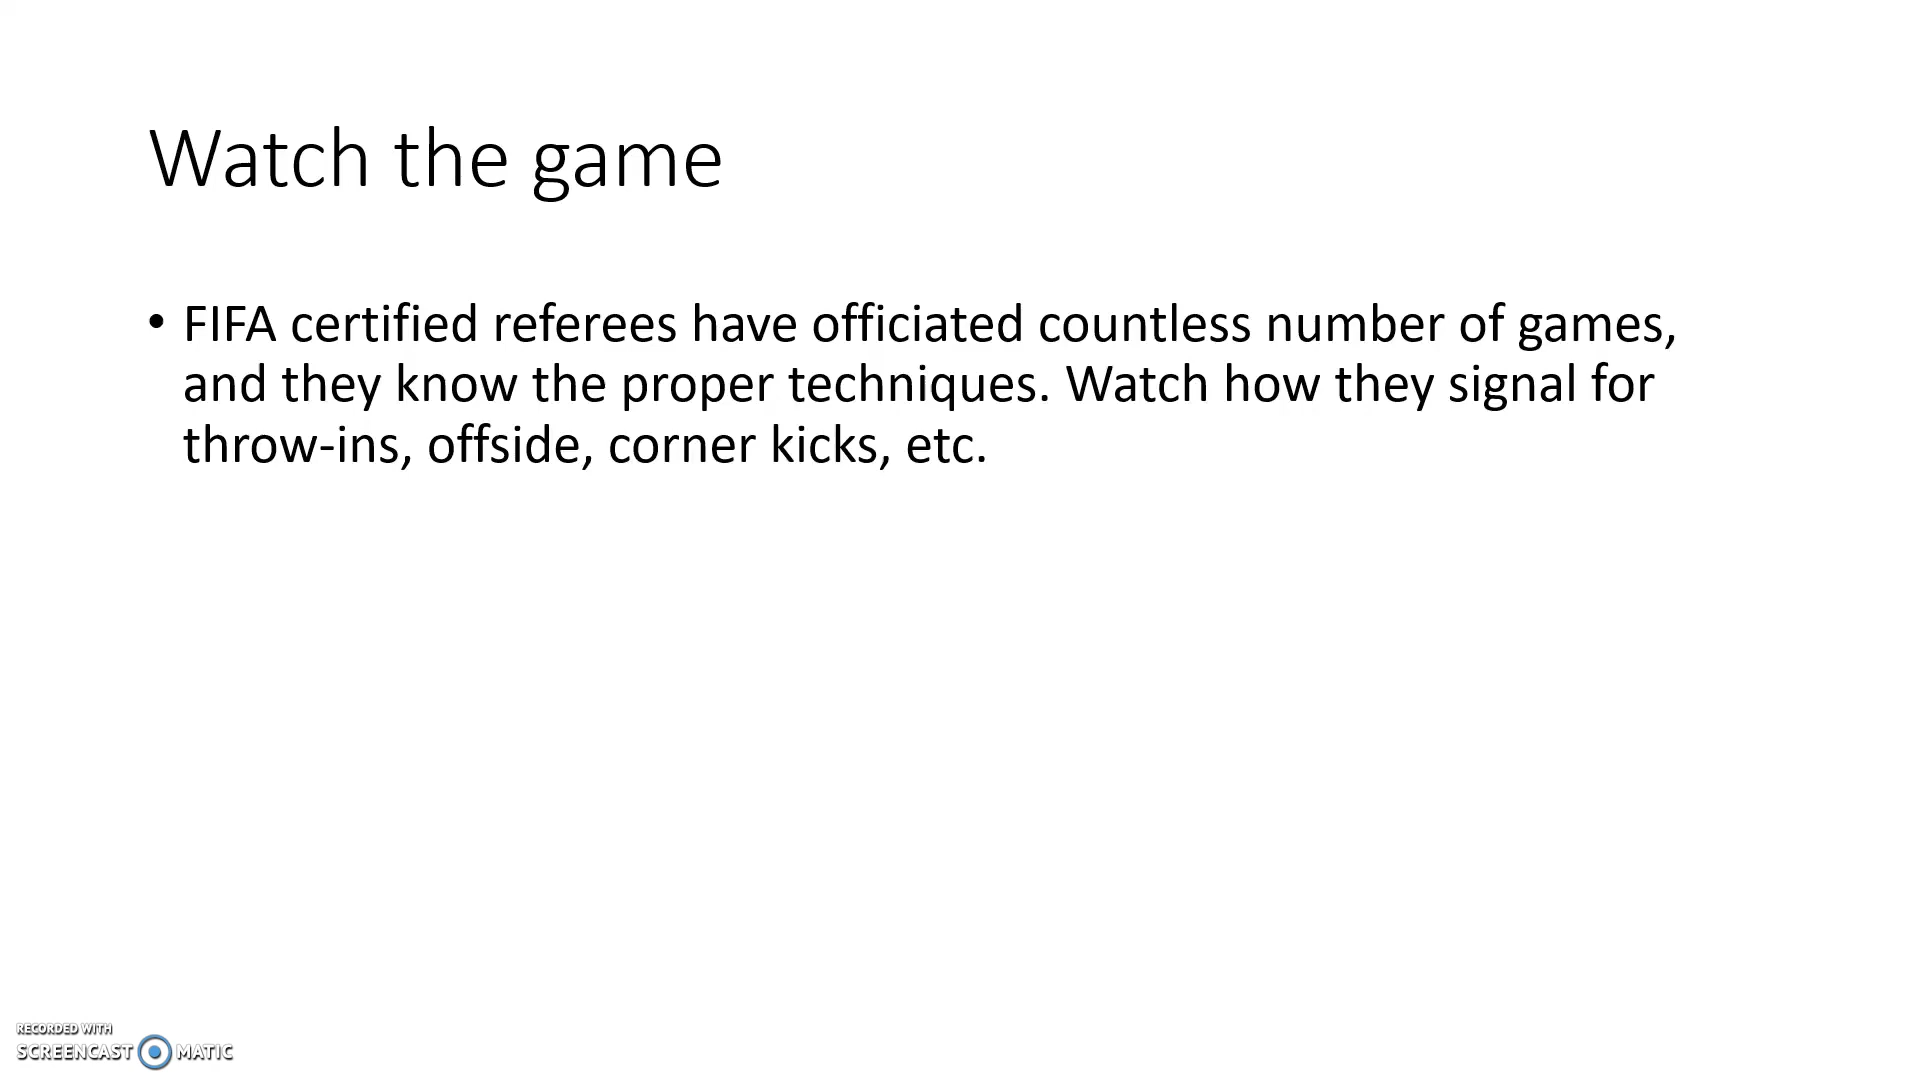 Watch the game
• FIFA certified referees have officiated countless number of games,
and they know the proper techniques. Watch how they signal for
throw-ins, offside, corner kicks, etc.
RECORDED WITH
SCREENCAST MATIC